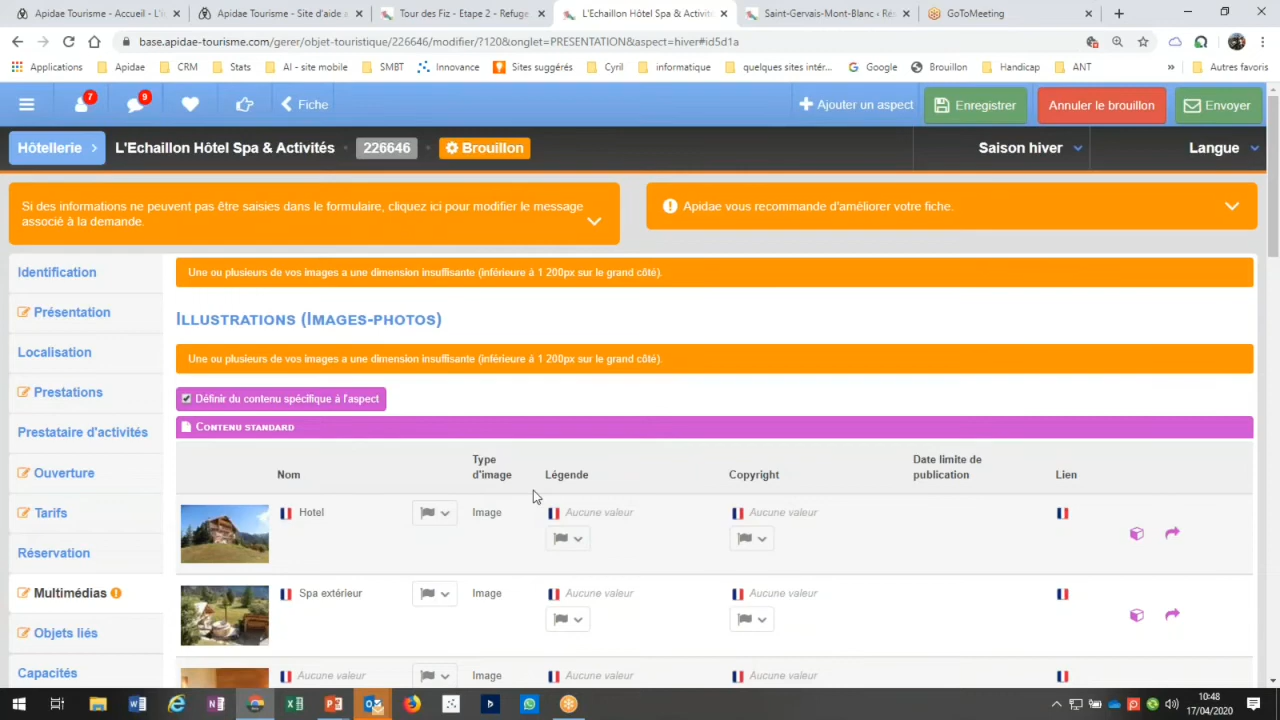 Apidae Tourisme - Accueil - L'I
Apidae Tourisme - Site d'aide a
Tour des Fiz - Etape 2 - Refuge
L'Echaillon Hôtel Spa & Activité
Saint-Gervais-Mont-Blanc • Rés
GoToMeeting
base.apidae-tourisme.com/gerer/objet-touristique/226646/modifier/?120&onglet=PRESENTATION&aspect=hiver#id5d1a
Applications
Apidae
CRM
Stats
AI - site mobile
SMBT
Innovance
Sites suggérés
Cyril
informatique
quelques sites intér...
Google
Brouillon
Handicap
ANT
»
Autres favoris
7
9
Fiche
Ajouter un aspect
Enregistrer
Annuler le brouillon
Envoyer
Hôtellerie
L'Echaillon Hôtel Spa & Activités
226646
Brouillon
Saison hiver
Langue
Si des informations ne peuvent pas être saisies dans le formulaire, cliquez ici pour modifier le message
associé à la demande.
Apidae vous recommande d'améliorer votre fiche.
Identification
Présentation
Localisation
Prestations
Prestataire d'activités
Ouverture
Tarifs
Réservation
Multimédias
Objets liés
Capacités
Une ou plusieurs de vos images a une dimension insuffisante (inférieure à 1 200px sur le grand côté).
ILLUSTRATIONS (IMAGES-PHOTOS)
Une ou plusieurs de vos images a une dimension insuffisante (inférieure à 1 200px sur le grand côté).
Définir du contenu spécifique à l'aspect
CONTENU STANDARD
Nom
Type
d'image
Légende
Copyright
Date limite de
publication
Lien
Hotel
Image
Aucune valeur
Aucune valeur
Spa extérieur
Image
Aucune valeur
Aucune valeur
Aucune valeur
Image
Aucune valeur
Aucune valeur
10:48
17/04/2020